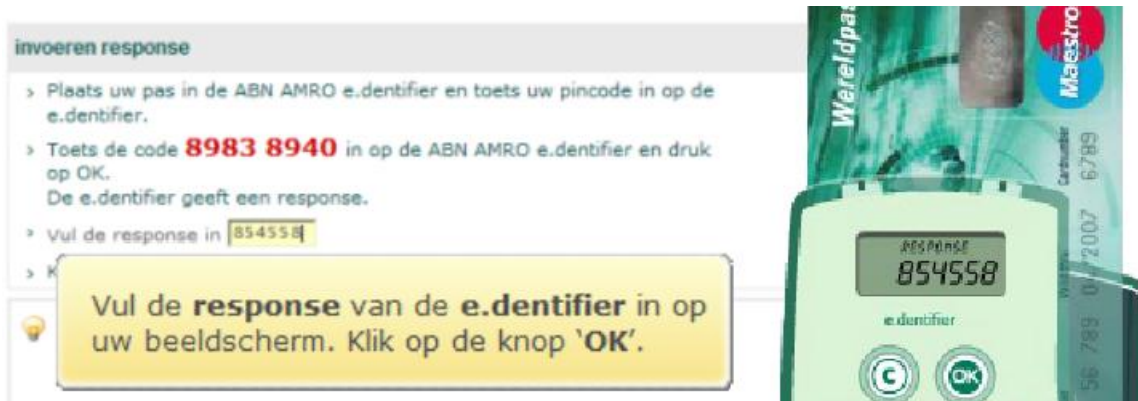 invoeren response
› Plaats uw pas in de ABN AMRO e.dentifier en toets uw pincode in op de
e.dentifier.
› Toets de code 8983 8940 in op de ABN AMRO e.dentifier en druk
op OK.
De e.dentifier geeft een response.
› Vul de response in 854558
› K
Vul de response van de e.dentifier in op
uw beeldscherm. Klik op de knop ‘OK’.
Wereldpas
Maestro
Cardnumber
6789
RESPONSE
854558
e.dentifier
C OK
56 789